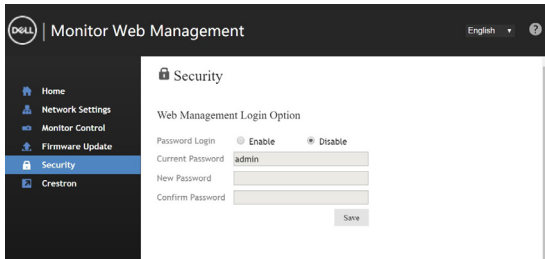 DELL | Monitor Web Management
English
?
Home
Network Settings
Monitor Control
Firmware Update
Security
Crestron
Security
Web Management Login Option
Password Login Enable Disable
Current Password admin
New Password
Confirm Password
Save